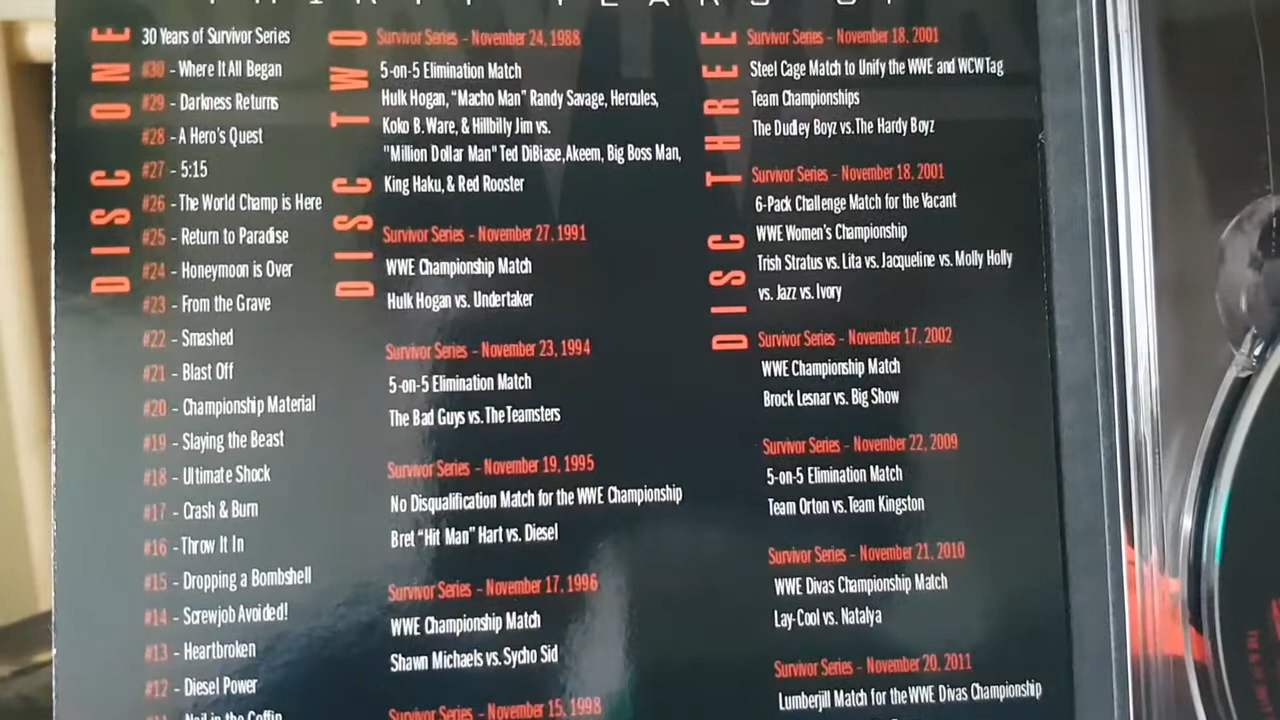 THIRTY YEARS OF
DISC ONE
30 Years of Survivor Series
#30 - Where It All Began
#29 - Darkness Returns
#28 - A Hero's Quest
#27 - 5:15
#26 - The World Champ is Here
#25 - Return to Paradise
#24 - Honeymoon is Over
#23 - From the Grave
#22 - Smashed
#21 - Blast Off
#20 - Championship Material
#19 - Slaying the Beast
#18 - Ultimate Shock
#17 - Crash & Burn
#16 - Throw It In
#15 - Dropping a Bombshell
#14 - Screwjob Avoided!
#13 - Heartbroken
#12 - Diesel Power
Nail in the Coffin
DISC TWO
Survivor Series - November 24, 1988
5-on-5 Elimination Match
Hulk Hogan, “Macho Man” Randy Savage, Hercules,
Koko B. Ware, & Hillbilly Jim vs.
"Million Dollar Man" Ted DiBiase, Akeem, Big Boss Man,
King Haku, & Red Rooster
Survivor Series - November 27, 1991
WWE Championship Match
Hulk Hogan vs. Undertaker
Survivor Series - November 23, 1994
5-on-5 Elimination Match
The Bad Guys vs. The Teamsters
Survivor Series - November 19, 1995
No Disqualification Match for the WWE Championship
Bret “Hit Man” Hart vs. Diesel
Survivor Series - November 17, 1996
WWE Championship Match
Shawn Michaels vs. Sycho Sid
Survivor Series - November 15, 1998
DISC THREE
Survivor Series - November 18, 2001
Steel Cage Match to Unify the WWE and WCW Tag
Team Championships
The Dudley Boyz vs. The Hardy Boyz
Survivor Series - November 18, 2001
6-Pack Challenge Match for the Vacant
WWE Women's Championship
Trish Stratus vs. Lita vs. Jacqueline vs. Molly Holly
vs. Jazz vs. Ivory
Survivor Series - November 17, 2002
WWE Championship Match
Brock Lesnar vs. Big Show
Survivor Series - November 22, 2009
5-on-5 Elimination Match
Team Orton vs. Team Kingston
Survivor Series - November 21, 2010
WWE Divas Championship Match
Lay-Cool vs. Natalya
Survivor Series - November 20, 2011
Lumberjill Match for the WWE Divas Championship